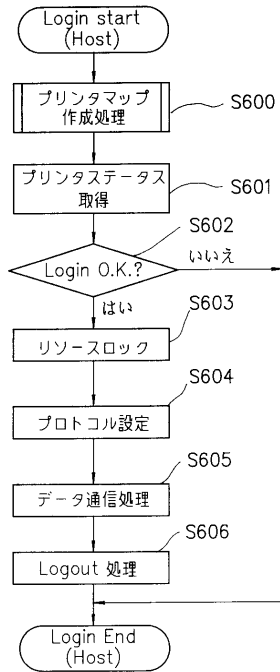 Login start
(Host)
プリンタマップ
作成処理
S600
プリンタステータス
取得
S601
S602
Login O.K.?
いいえ
はい
S603
リソースロック
S604
プロトコル設定
S605
データ通信処理
S606
Logout 処理
Login End
(Host)